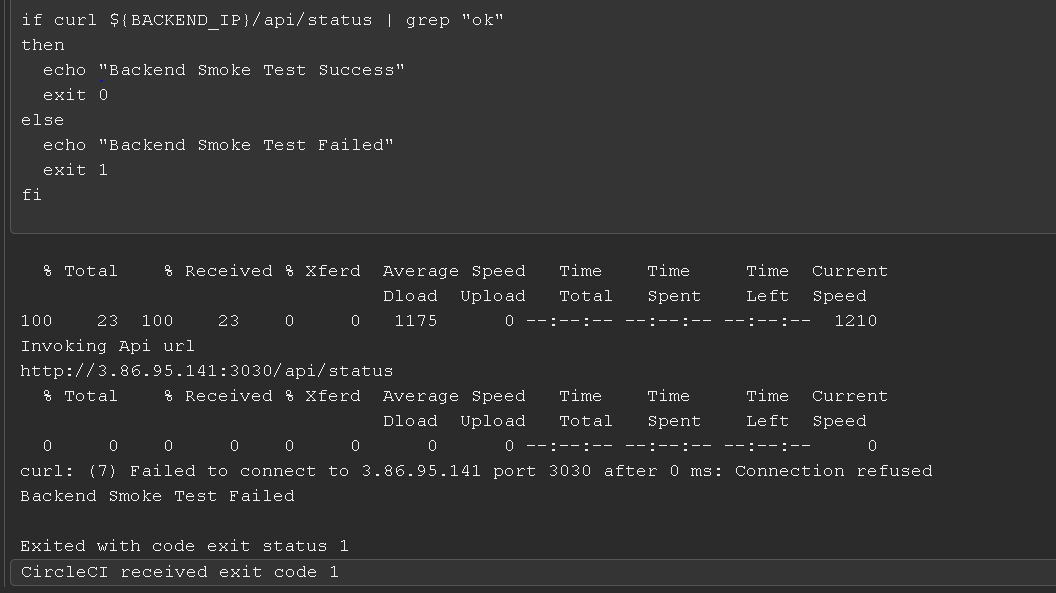 if curl ${BACKEND_IP}/api/status | grep "ok"
then
  echo "Backend Smoke Test Success"
  exit 0
else
  echo "Backend Smoke Test Failed"
  exit 1
fi
  % Total    % Received % Xferd  Average Speed   Time    Time     Time  Current
                                 Dload  Upload   Total   Spent    Left  Speed
100    23  100    23    0     0   1175      0 --:--:-- --:--:-- --:--:--  1210
Invoking Api url
http://3.86.95.141:3030/api/status
  % Total    % Received % Xferd  Average Speed   Time    Time     Time  Current
                                 Dload  Upload   Total   Spent    Left  Speed
  0     0    0     0    0     0      0      0 --:--:-- --:--:-- --:--:--     0
curl: (7) Failed to connect to 3.86.95.141 port 3030 after 0 ms: Connection refused
Backend Smoke Test Failed
Exited with code exit status 1
CircleCI received exit code 1